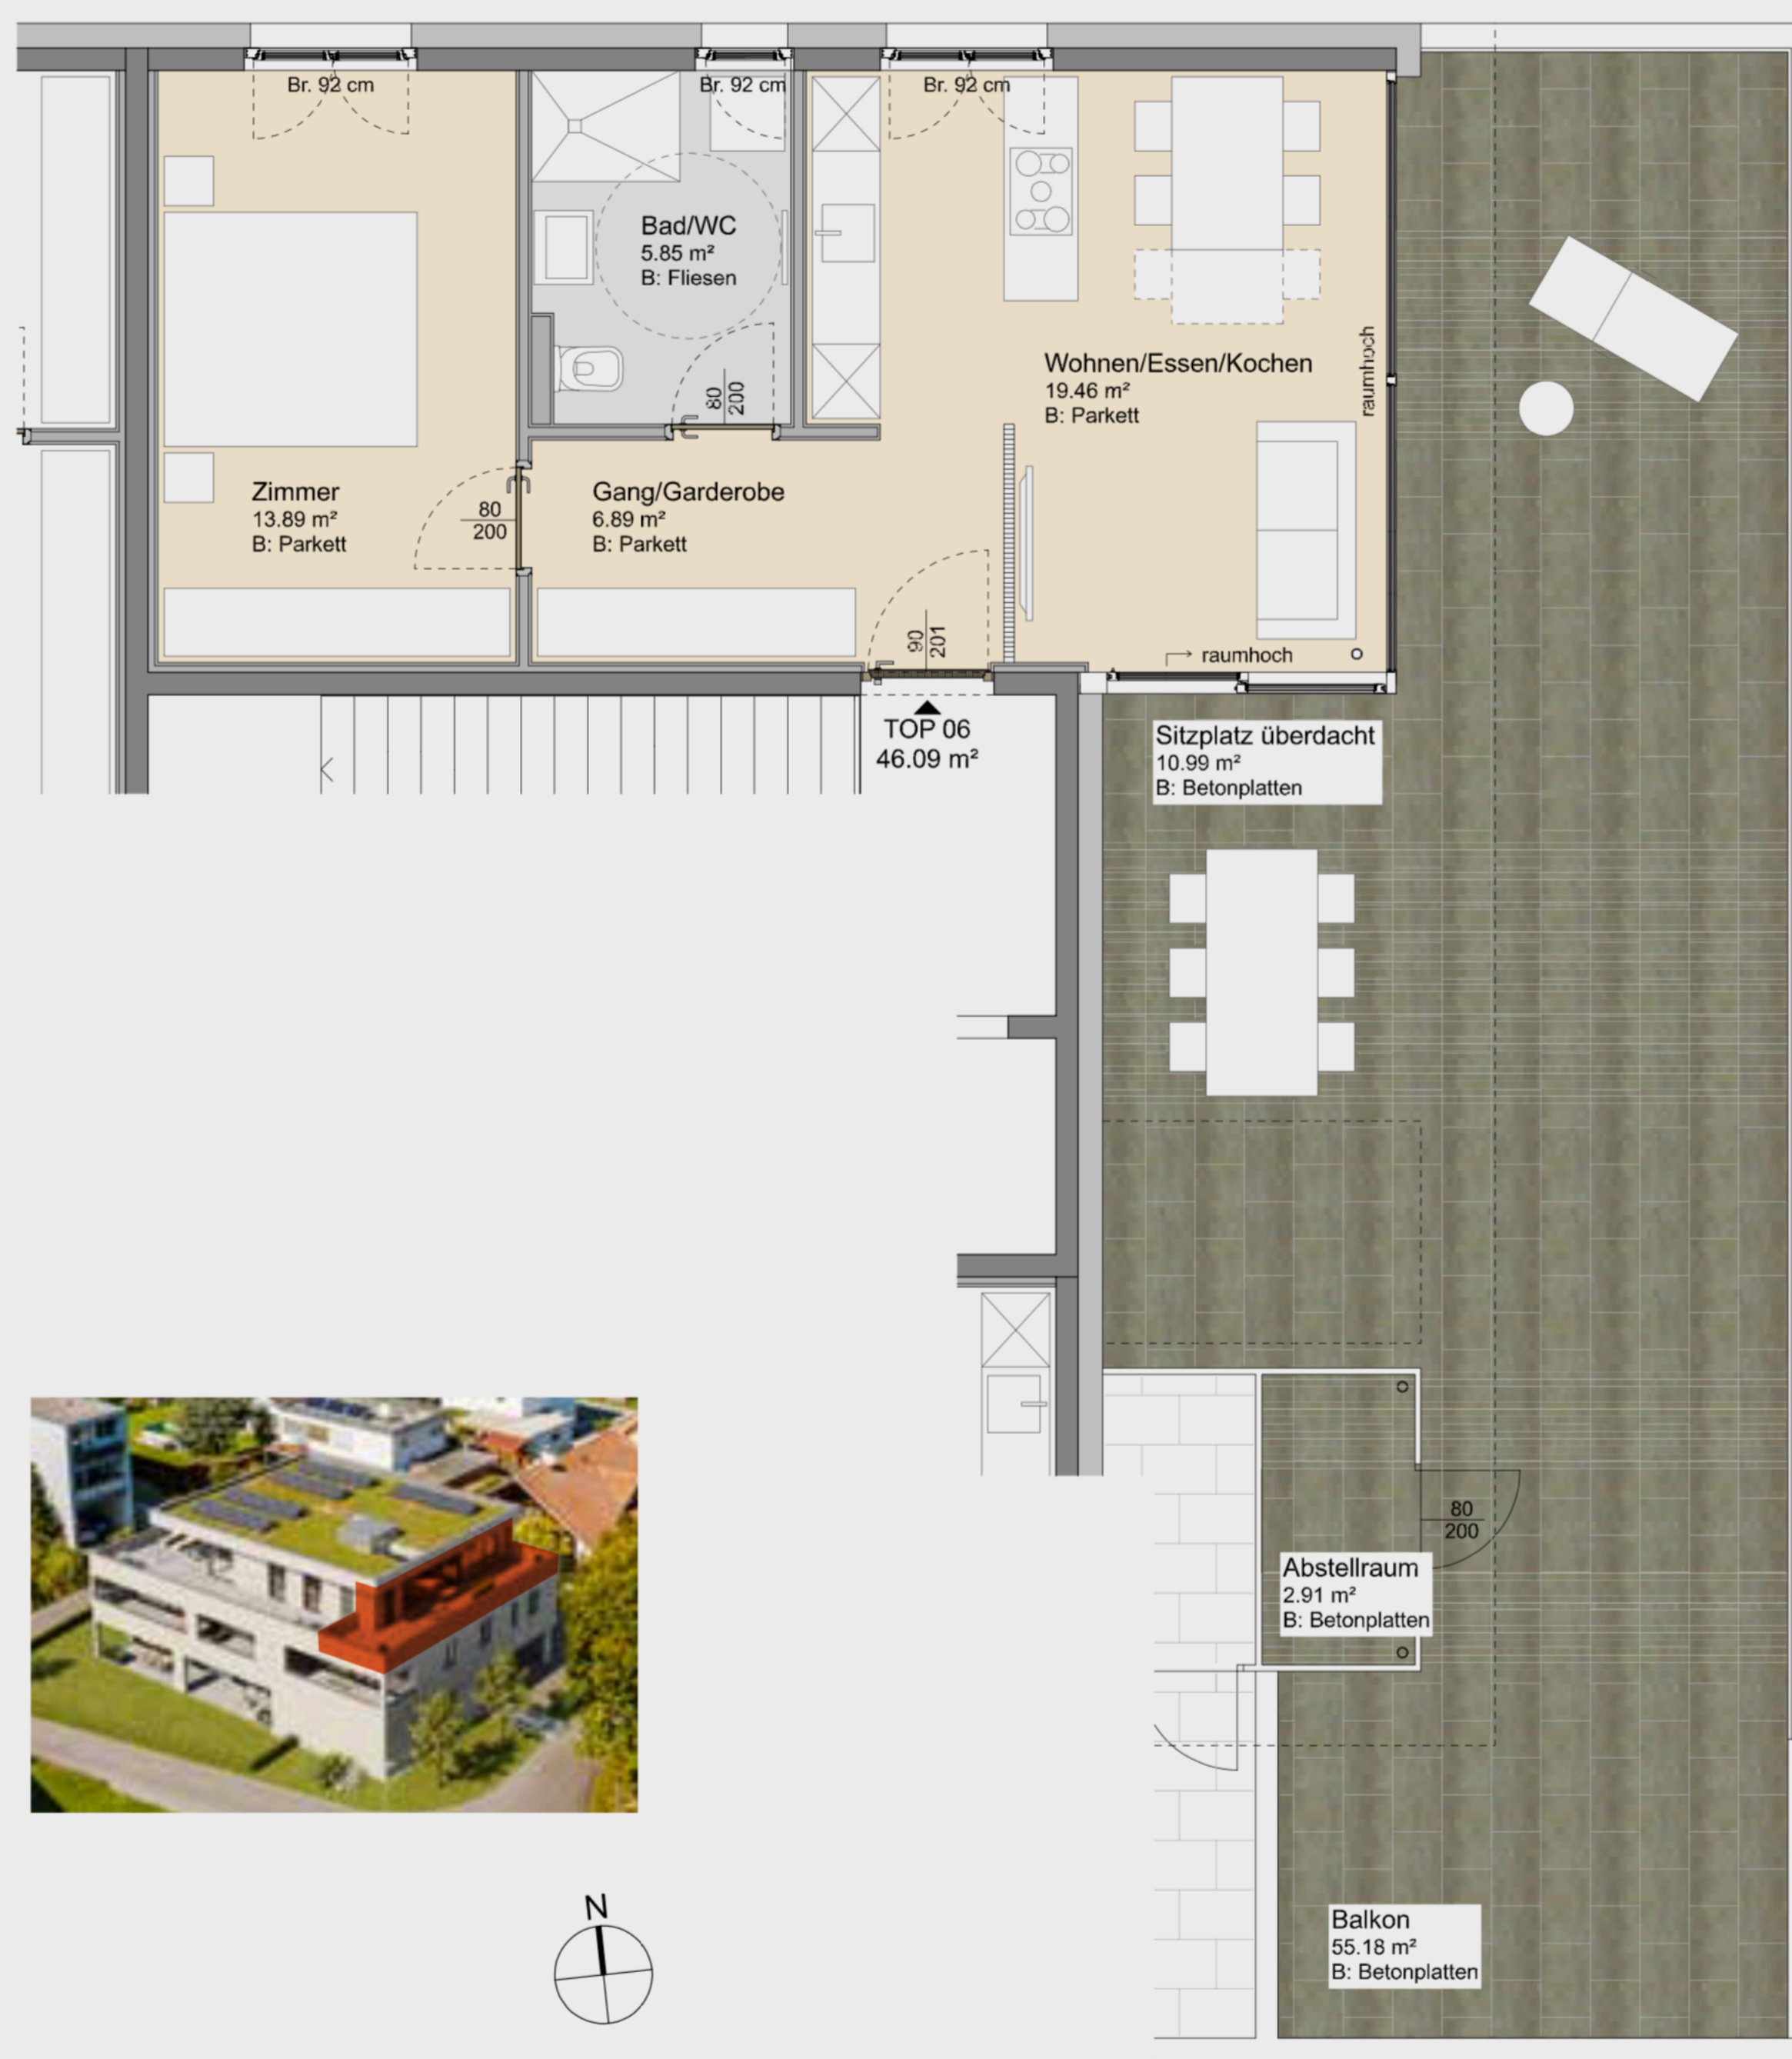 Br. 92 cm
Br. 92 cm
Br. 92 cm
Bad/WC
5.85 m²
B: Fliesen
80
200
Wohnen/Essen/Kochen
19.46 m²
B: Parkett
raumhoch
Zimmer
13.89 m²
B: Parkett
80
200
Gang/Garderobe
6.89 m²
B: Parkett
90
201
raumhoch
TOP 06
46.09 m²
Sitzplatz überdacht
10.99 m²
B: Betonplatten
80
200
Abstellraum
2.91 m²
B: Betonplatten
N
Balkon
55.18 m²
B: Betonplatten